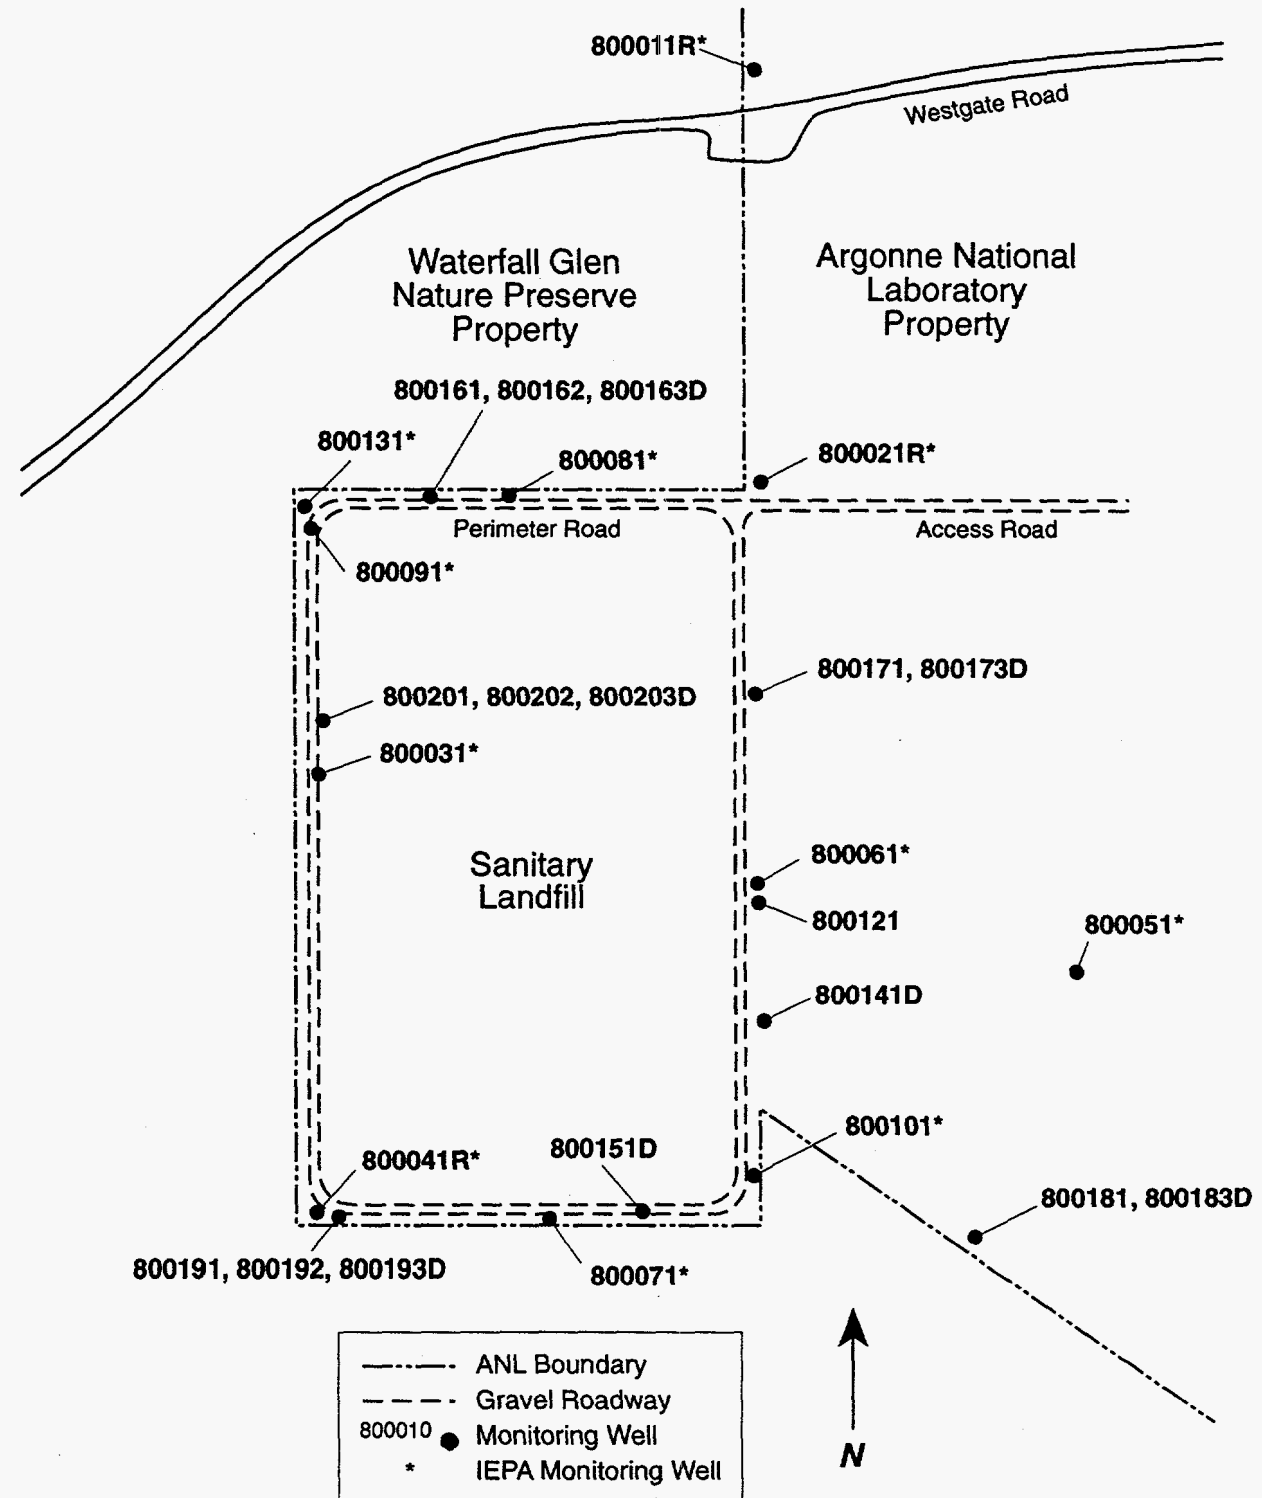 800011R*
Westgate Road
Waterfall Glen
Nature Preserve
Property
Argonne National
Laboratory
Property
800161, 800162, 800163D
800131*
800081*
800021R*
Perimeter Road
Access Road
800091*
800171, 800173D
800201, 800202, 800203D
800031*
Sanitary
Landfill
800061*
800121
800051*
800141D
800101*
800151D
800041R*
800181, 800183D
800191, 800192, 800193D
800071*
ANL Boundary
Gravel Roadway
800010 Monitoring Well
* IEPA Monitoring Well
N